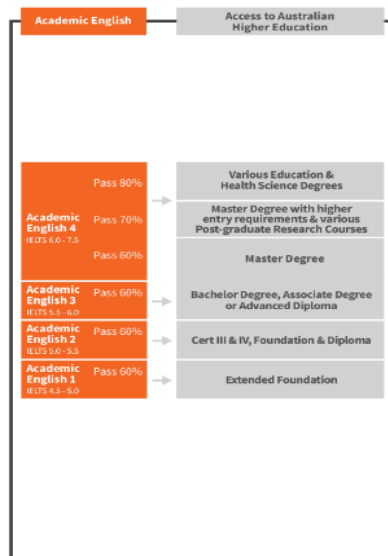 Academic English
Access to Australian
Higher Education
Pass 80%
Various Education &
Health Science Degrees
Academic
English 4
IELTS 6.0 - 7.5
Pass 70%
Master Degree with higher
entry requirements & various
Post-graduate Research Courses
Pass 60%
Master Degree
Academic
English 3
IELTS 5.5 - 6.0
Pass 60%
Bachelor Degree, Associate Degree
or Advanced Diploma
Academic
English 2
IELTS 5.0 - 5.5
Pass 60%
Cert III & IV, Foundation & Diploma
Academic
English 1
IELTS 4.5 - 5.0
Pass 60%
Extended Foundation